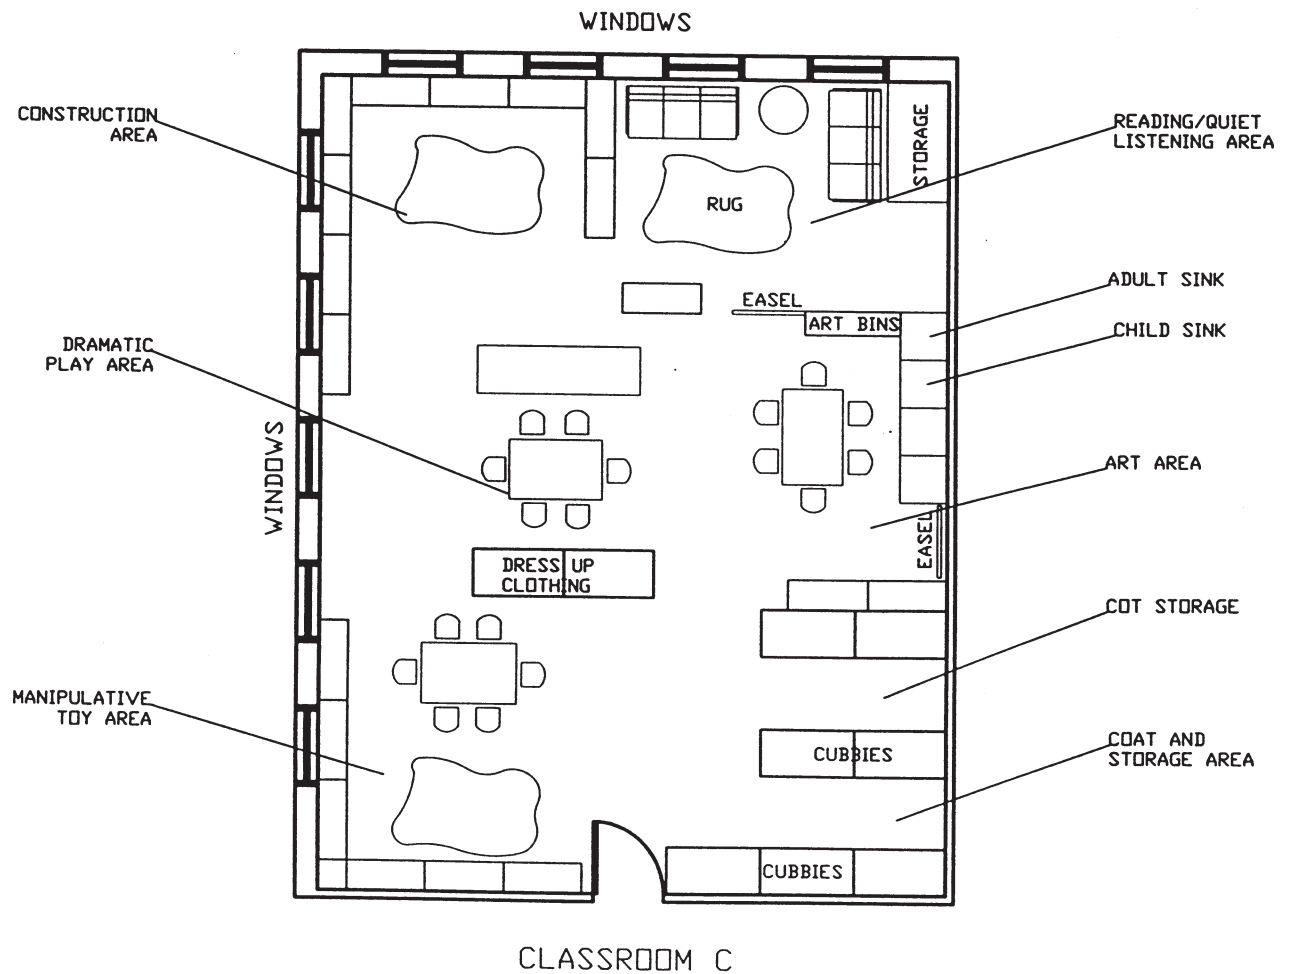 WINDOWS
CONSTRUCTION
AREA
STORAGE
READING/QUIET
LISTENING AREA
RUG
EASEL
ART BINS
ADULT SINK
CHILD SINK
DRAMATIC
PLAY AREA
WINDOWS
ART AREA
EASEL
DRESS UP
CLOTHING
COT STORAGE
MANIPULATIVE
TOY AREA
CUBBIES
COAT AND
STORAGE AREA
CUBBIES
CLASSROOM C